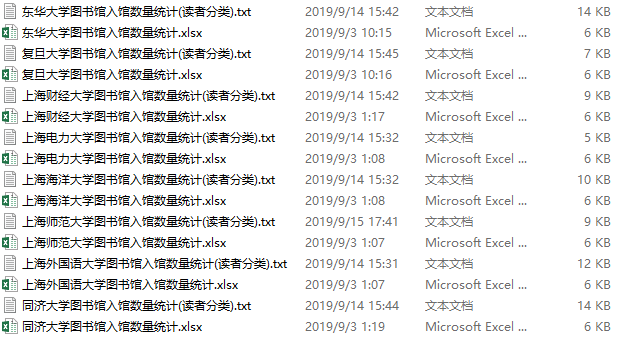 东华大学图书馆入馆数量统计(读者分类).txt 2019/9/14 15:42 文本文档 14 KB
东华大学图书馆入馆数量统计.xlsx 2019/9/3 10:15 Microsoft Excel ... 6 KB
复旦大学图书馆入馆数量统计(读者分类).txt 2019/9/14 15:45 文本文档 7 KB
复旦大学图书馆入馆数量统计.xlsx 2019/9/3 10:16 Microsoft Excel ... 6 KB
上海财经大学图书馆入馆数量统计(读者分类).txt 2019/9/14 15:42 文本文档 9 KB
上海财经大学图书馆入馆数量统计.xlsx 2019/9/3 1:17 Microsoft Excel ... 6 KB
上海电力大学图书馆入馆数量统计(读者分类).txt 2019/9/14 15:32 文本文档 5 KB
上海电力大学图书馆入馆数量统计.xlsx 2019/9/3 1:08 Microsoft Excel ... 6 KB
上海海洋大学图书馆入馆数量统计(读者分类).txt 2019/9/14 15:32 文本文档 10 KB
上海海洋大学图书馆入馆数量统计.xlsx 2019/9/3 1:08 Microsoft Excel ... 6 KB
上海师范大学图书馆入馆数量统计(读者分类).txt 2019/9/15 17:41 文本文档 9 KB
上海师范大学图书馆入馆数量统计.xlsx 2019/9/3 1:07 Microsoft Excel ... 6 KB
上海外国语大学图书馆入馆数量统计(读者分类).txt 2019/9/14 15:31 文本文档 12 KB
上海外国语大学图书馆入馆数量统计.xlsx 2019/9/3 1:07 Microsoft Excel ... 6 KB
同济大学图书馆入馆数量统计(读者分类).txt 2019/9/14 15:44 文本文档 14 KB
同济大学图书馆入馆数量统计.xlsx 2019/9/3 1:19 Microsoft Excel ... 6 KB